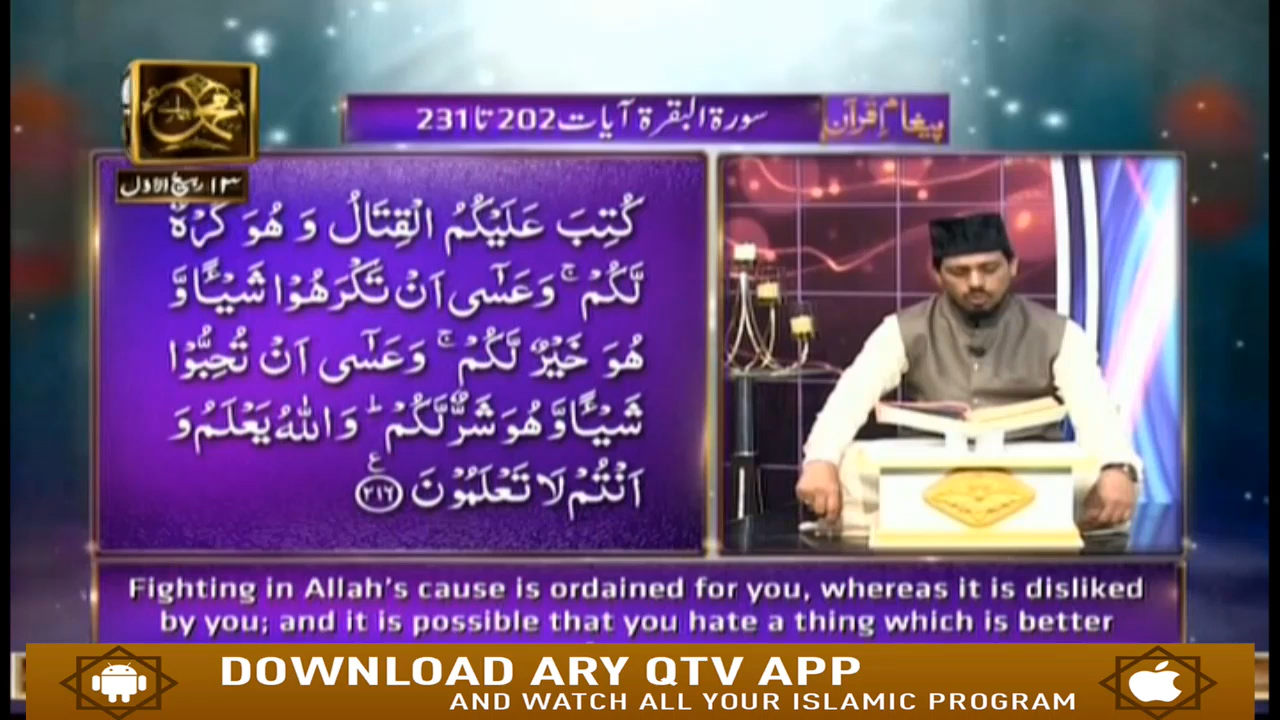 محمد
پیغامِ قرآن
سورۃ البقرۃ آیات 202 تا 231
١٣ ربیع الاول
كُتِبَ عَلَيْكُمُ الْقِتَالُ وَ هُوَ كُرْهٌ
لَّكُمْ ۚ وَعَسٰۤى اَنْ تَكْرَهُوْا شَيْـًٔا وَّ
هُوَ خَيْرٌ لَّكُمْ ۚ وَعَسٰۤى اَنْ تُحِبُّوْا
شَيْـًٔا وَّ هُوَ شَرٌّ لَّكُمْ ؕ وَاللّٰهُ يَعْلَمُ وَ
اَنْتُمْ لَا تَعْلَمُوْنَ ﴿٢١٦﴾ ع
Fighting in Allah's cause is ordained for you, whereas it is disliked
by you; and it is possible that you hate a thing which is better
DOWNLOAD ARY QTV APP
AND WATCH ALL YOUR ISLAMIC PROGRAM